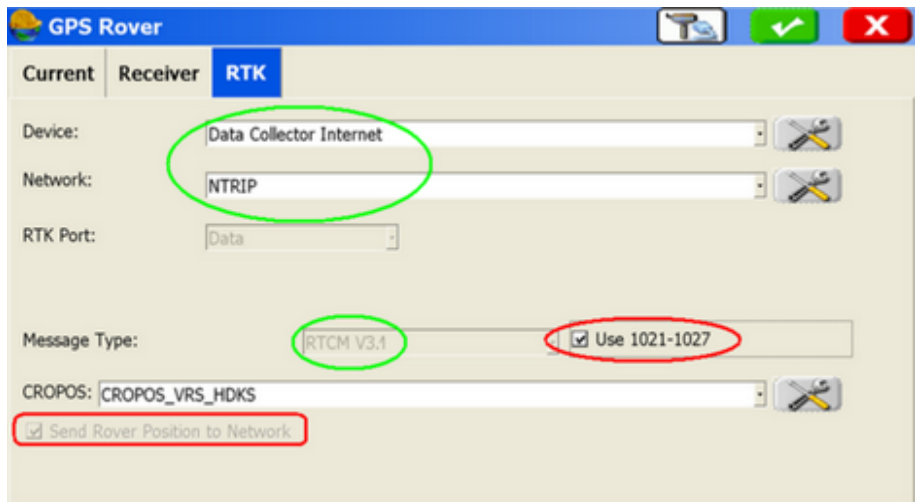 GPS Rover
Current Receiver RTK
Device: Data Collector Internet
Network: NTRIP
RTK Port: Data
Message Type: RTCM V3.1 Use 1021-1027
CROPOS: CROPOS_VRS_HDKS
Send Rover Position to Network